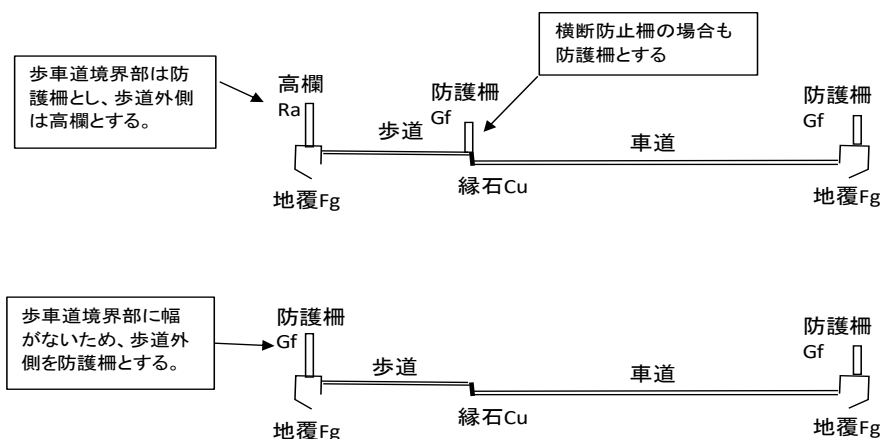 横断防止柵の場合も
防護柵とする
歩車道境界部は防
護柵とし、歩道外側
は高欄とする。
高欄
Ra
防護柵
Gf
防護柵
Gf
歩道
車道
縁石Cu
地覆Fg
地覆Fg
歩車道境界部に幅
がないため、歩道外
側を防護柵とする。
防護柵
Gf
防護柵
Gf
歩道
車道
縁石Cu
地覆Fg
地覆Fg